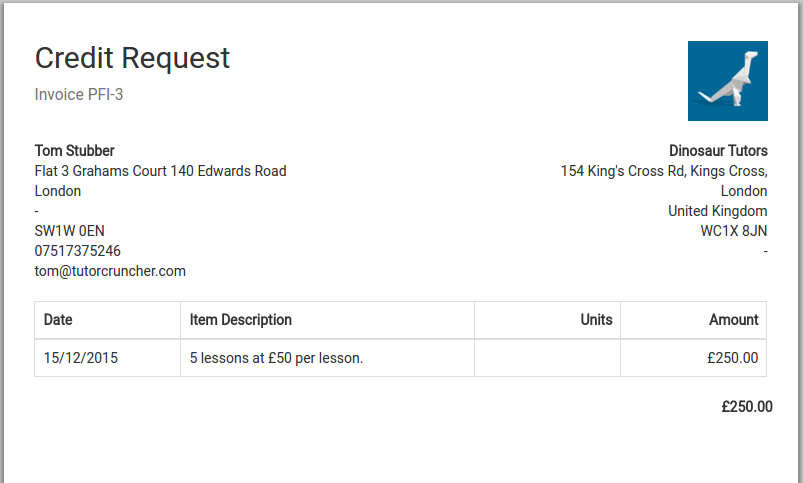 Credit Request
Invoice PFI-3
Tom Stubber
Flat 3 Grahams Court 140 Edwards Road
London
-
SW1W 0EN
07517375246
tom@tutorcruncher.com
Dinosaur Tutors
154 King's Cross Rd, Kings Cross,
London
United Kingdom
WC1X 8JN
-
Date Item Description Units Amount
15/12/2015 5 lessons at £50 per lesson. £250.00
£250.00